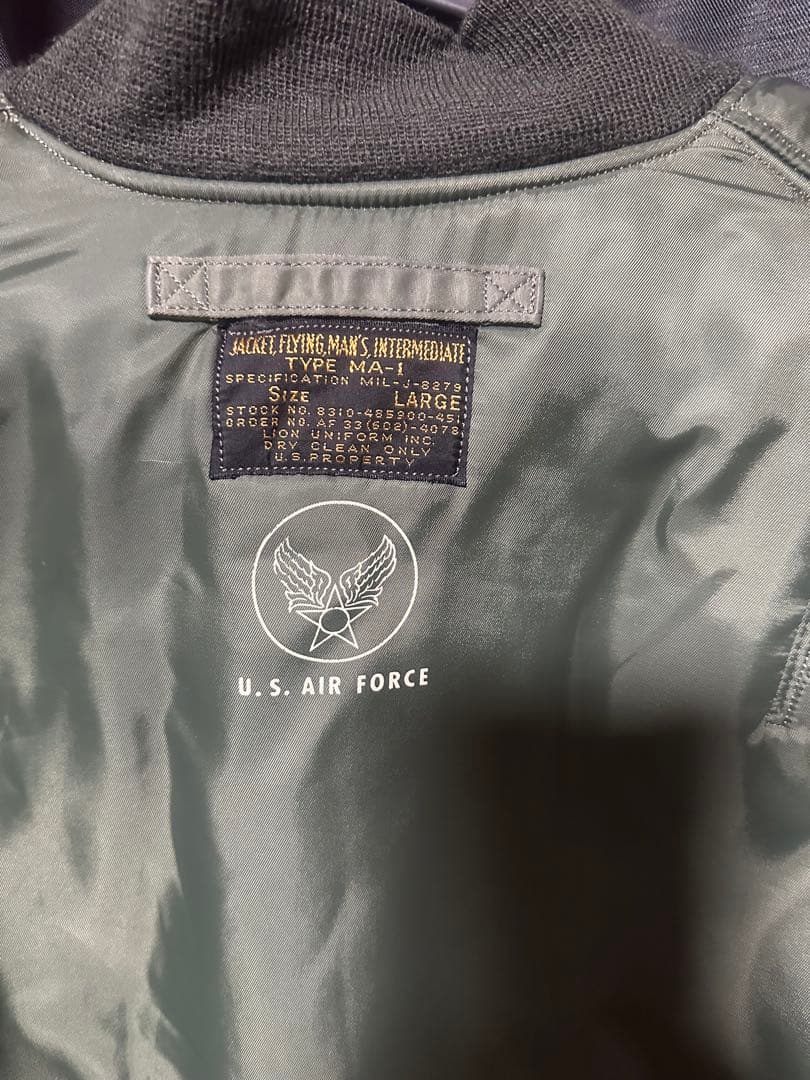 JACKET, FLYING, MAN'S, INTERMEDIATE
TYPE MA-1
SPECIFICATION MIL-J-8279
SIZE LARGE
STOCK NO. 8310-485900-451
ORDER NO. AF 33(602)-4078
LION UNIFORM INC.
DRY CLEAN ONLY
U.S. PROPERTY
U.S. AIR FORCE